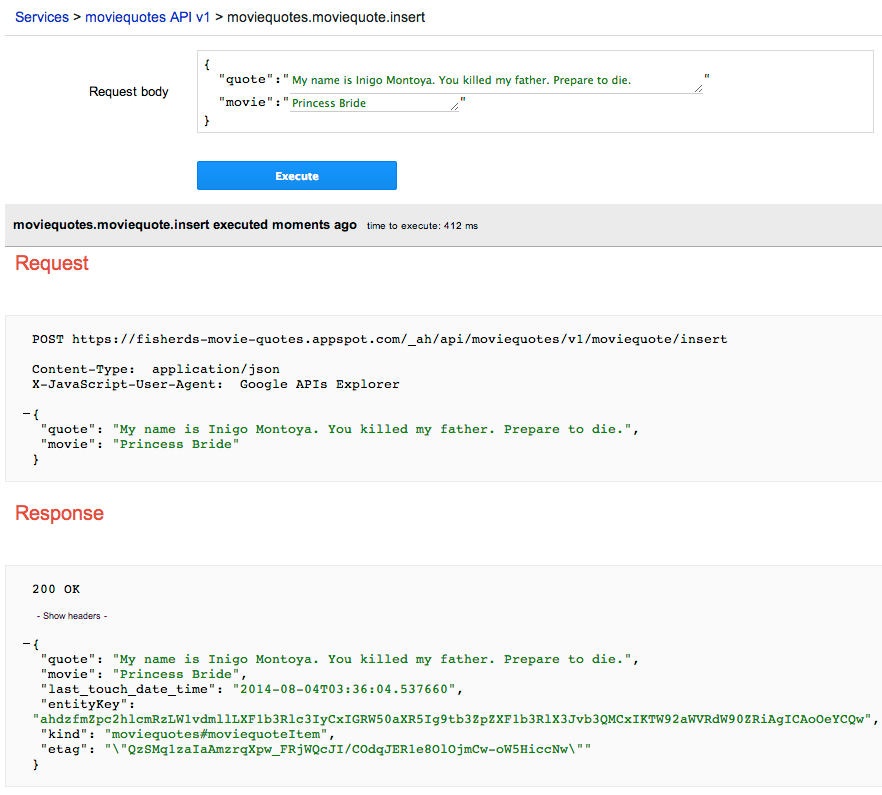 Services > moviequotes API v1 > moviequotes.moviequote.insert
Request body
{
"quote":"My name is Inigo Montoya. You killed my father. Prepare to die."
"movie":"Princess Bride"
}
Execute
moviequotes.moviequote.insert executed moments ago time to execute: 412 ms
Request
POST https://fisherds-movie-quotes.appspot.com/_ah/api/moviequotes/v1/moviequote/insert
Content-Type: application/json
X-JavaScript-User-Agent: Google APIs Explorer
{
"quote": "My name is Inigo Montoya. You killed my father. Prepare to die.",
"movie": "Princess Bride"
}
Response
200 OK
- Show headers -
{
"quote": "My name is Inigo Montoya. You killed my father. Prepare to die.",
"movie": "Princess Bride",
"last_touch_date_time": "2014-08-04T03:36:04.537660",
"entityKey":
"ahdzfmZpc2hlcmRzLW1vdmllLXF1b3Rlc3IyCxIGRW50aXR5Ig9tb3ZpZXF1b3RlX3Jvb3QMCxIKTW92aWVRdW90ZRiAgICAoOeYCQw",
"kind": "moviequotes#moviequoteItem",
"etag": "\"QzSMq1zaIaAmzrqXpw_FRjWQcJI/COdqJER1e8OlOjmCw-oW5HiccNw\""
}